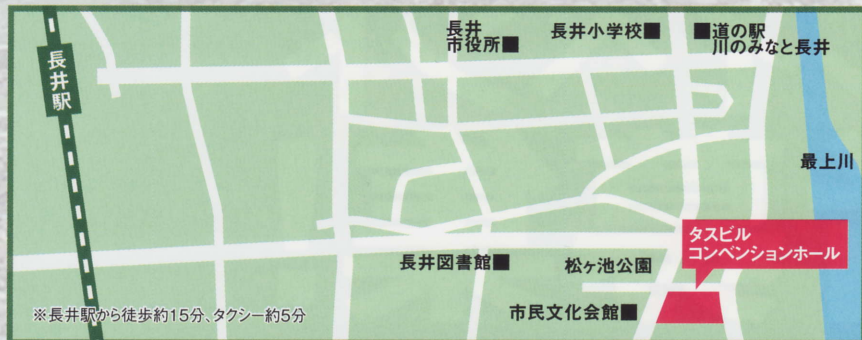 長井駅
長井
市役所■
長井小学校■
■道の駅
川のみなと長井
最上川
タスビル
コンベンションホール
長井図書館■
松ヶ池公園
市民文化会館■
※長井駅から徒歩約15分、タクシー約5分